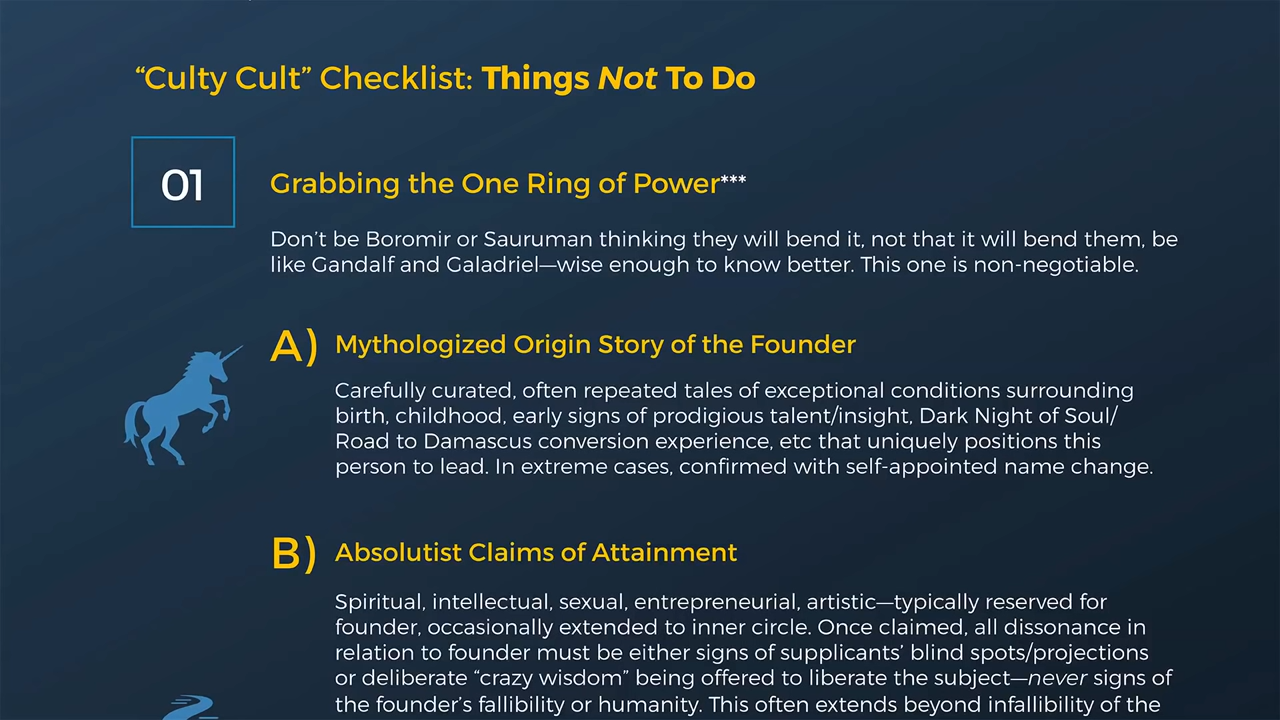 “Culty Cult” Checklist: Things Not To Do
01
Grabbing the One Ring of Power***
Don’t be Boromir or Sauruman thinking they will bend it, not that it will bend them, be
like Gandalf and Galadriel—wise enough to know better. This one is non-negotiable.
A) Mythologized Origin Story of the Founder
Carefully curated, often repeated tales of exceptional conditions surrounding
birth, childhood, early signs of prodigious talent/insight, Dark Night of Soul/
Road to Damascus conversion experience, etc that uniquely positions this
person to lead. In extreme cases, confirmed with self-appointed name change.
B) Absolutist Claims of Attainment
Spiritual, intellectual, sexual, entrepreneurial, artistic—typically reserved for
founder, occasionally extended to inner circle. Once claimed, all dissonance in
relation to founder must be either signs of supplicants’ blind spots/projections
or deliberate “crazy wisdom” being offered to liberate the subject—never signs of
the founder’s fallibility or humanity. This often extends beyond infallibility of the